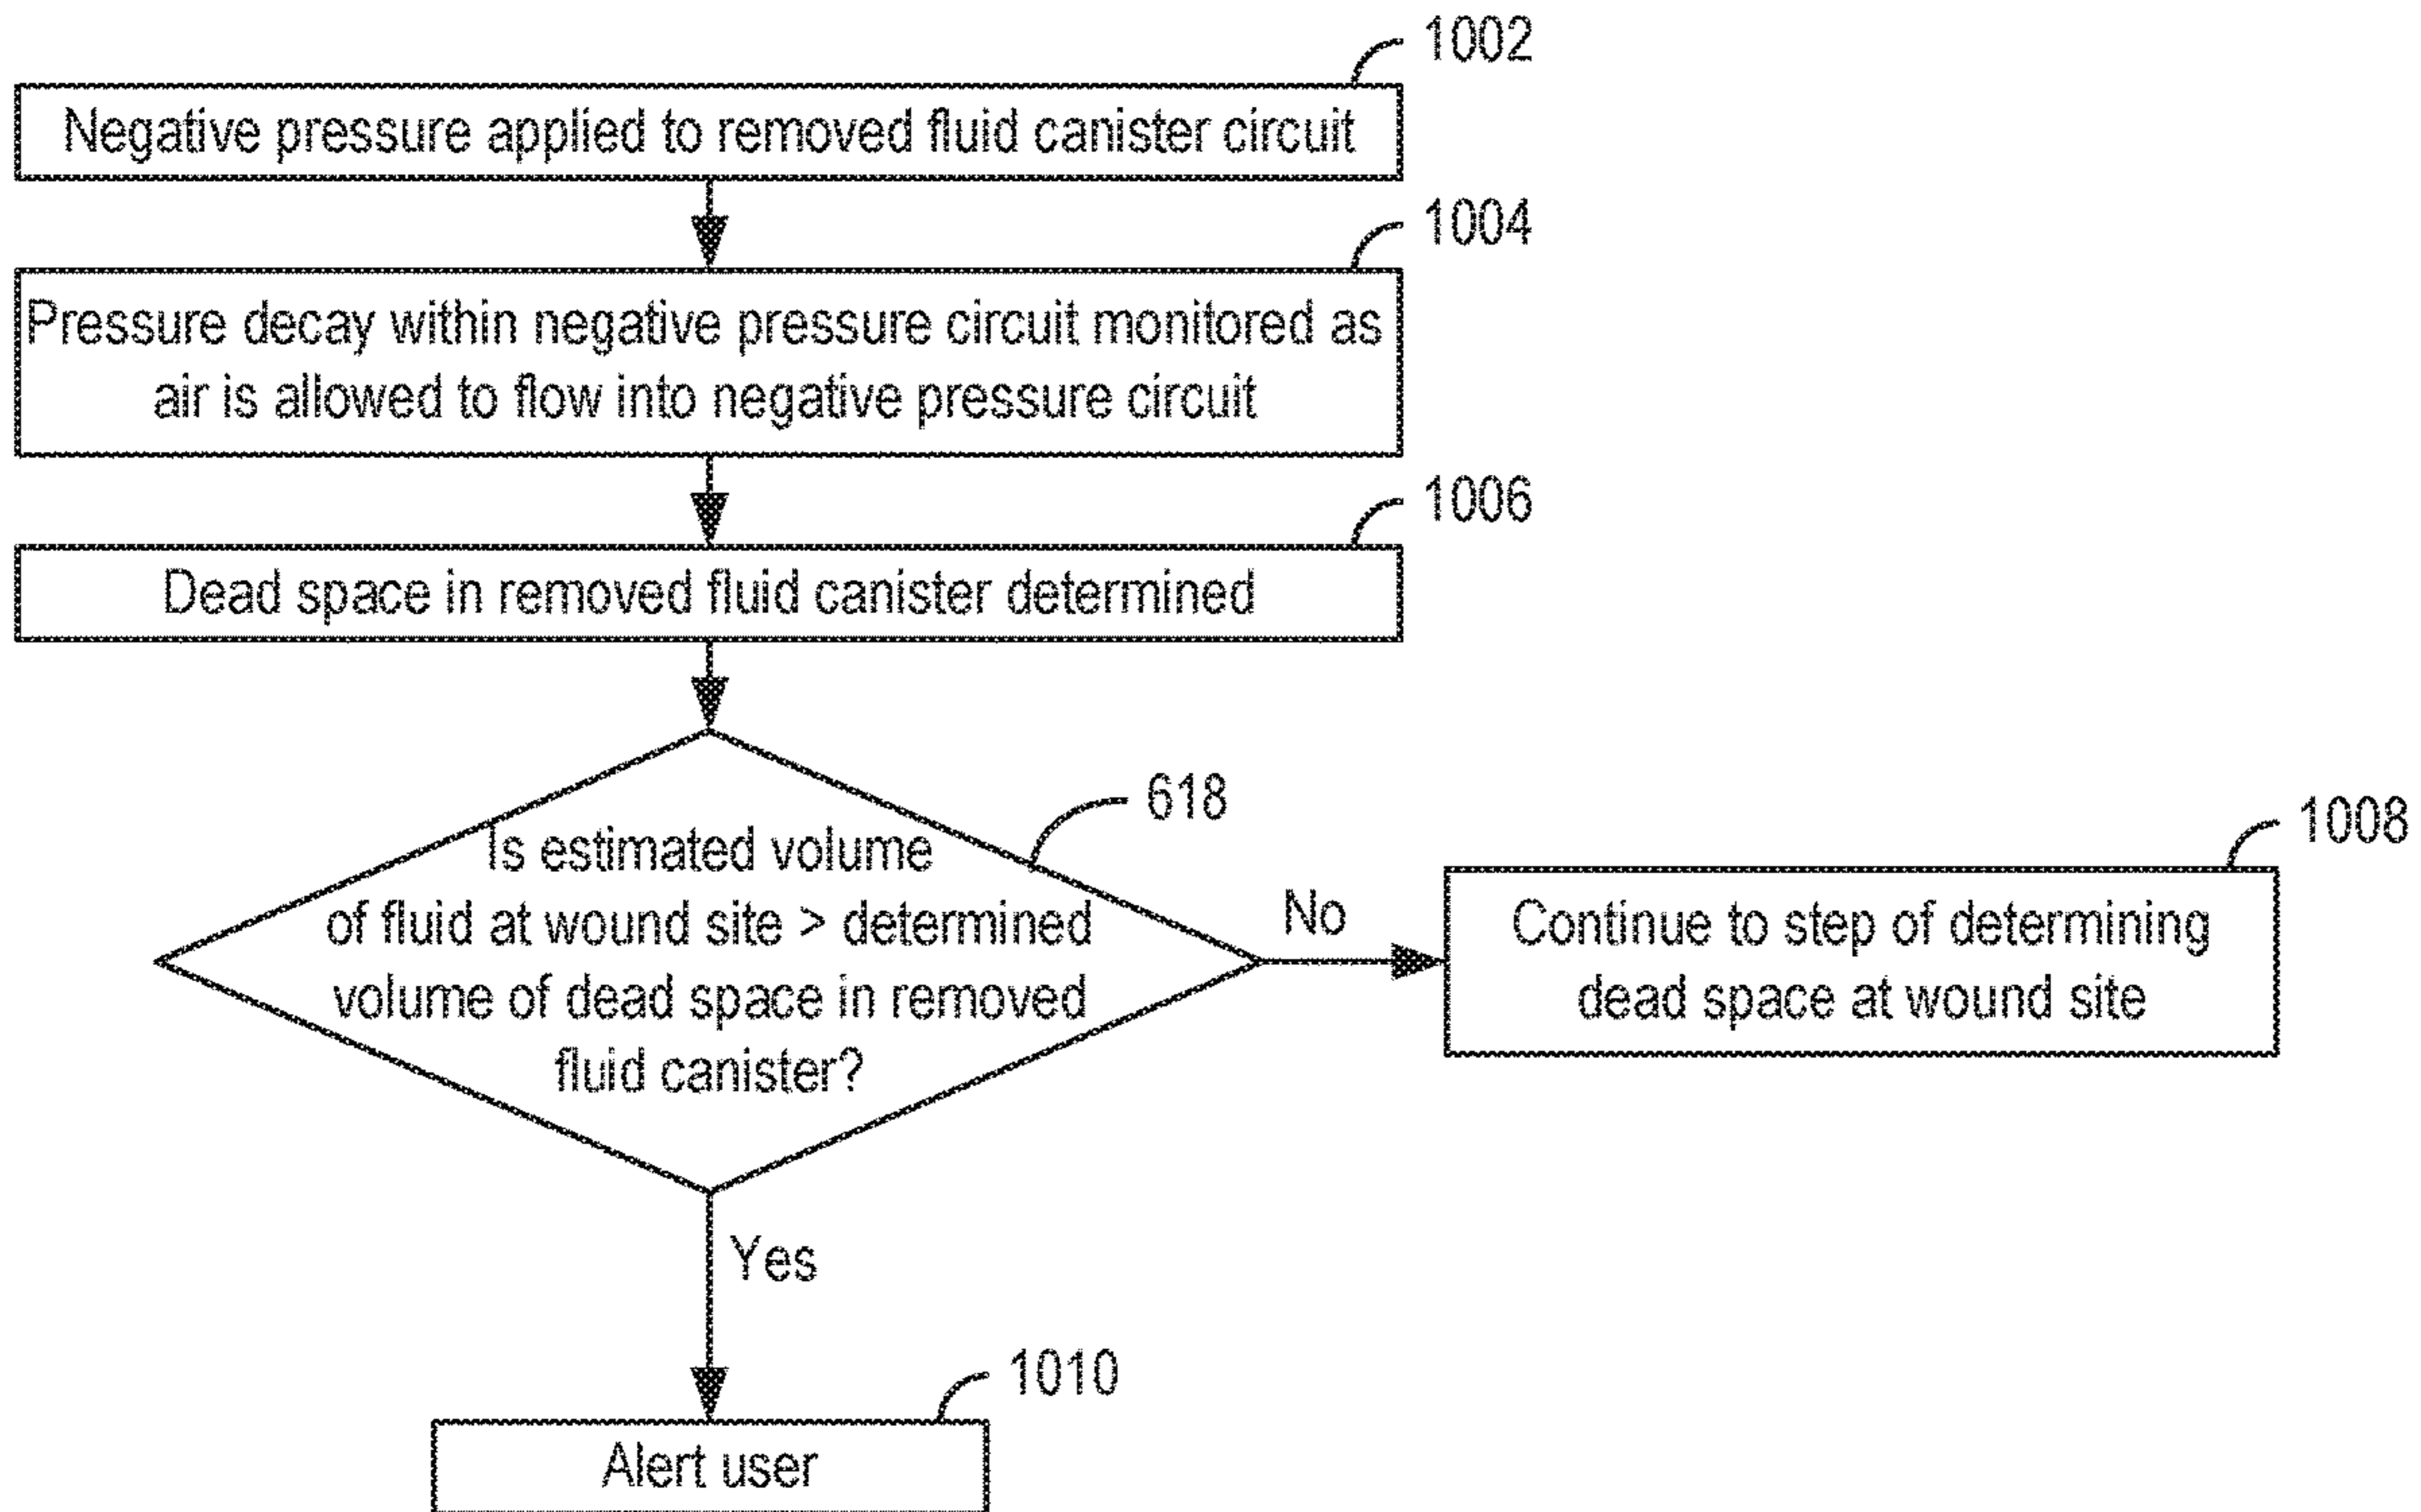 1002
Negative pressure applied to removed fluid canister circuit
1004
Pressure decay within negative pressure circuit monitored as
air is allowed to flow into negative pressure circuit
1006
Dead space in removed fluid canister determined
618
Is estimated volume
of fluid at wound site > determined
volume of dead space in removed
fluid canister?
No
1008
Continue to step of determining
dead space at wound site
Yes
1010
Alert user